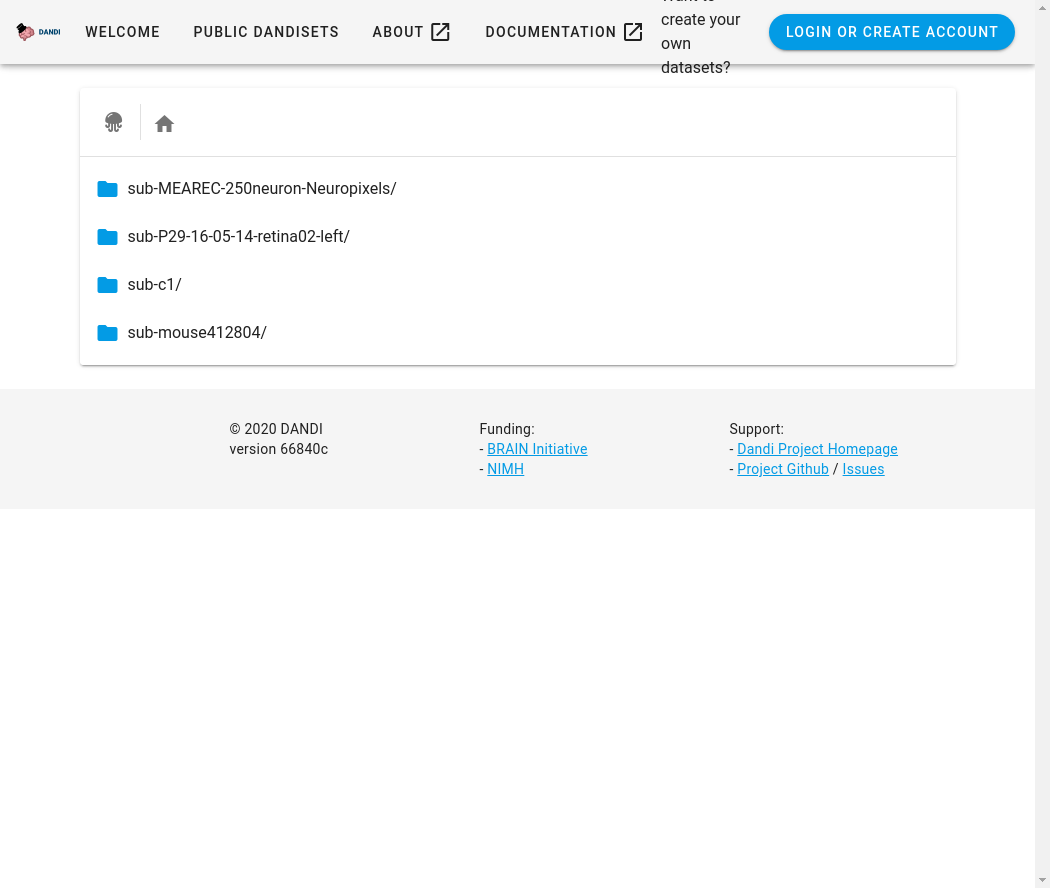 DANDI
WELCOME
PUBLIC DANDISETS
ABOUT
DOCUMENTATION
create your
own
datasets?
LOGIN OR CREATE ACCOUNT
sub-MEAREC-250neuron-Neuropixels/
sub-P29-16-05-14-retina02-left/
sub-c1/
sub-mouse412804/
© 2020 DANDI
version 66840c
Funding:
- BRAIN Initiative
- NIMH
Support:
- Dandi Project Homepage
- Project Github / Issues